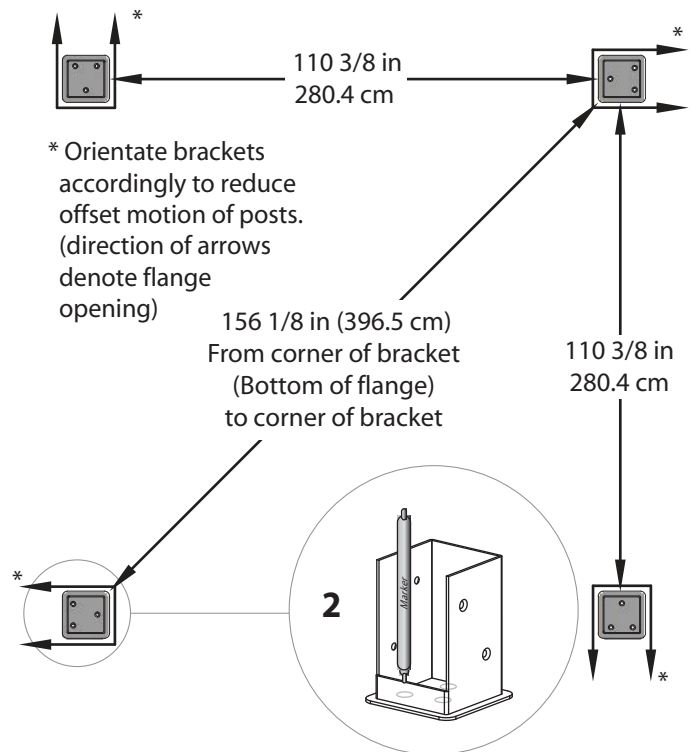 *
*
110 3/8 in
280.4 cm
* Orientate brackets
accordingly to reduce
offset motion of posts.
(direction of arrows
denote flange
opening)
156 1/8 in (396.5 cm)
From corner of bracket
(Bottom of flange)
to corner of bracket
110 3/8 in
280.4 cm
*
2
Marker
*